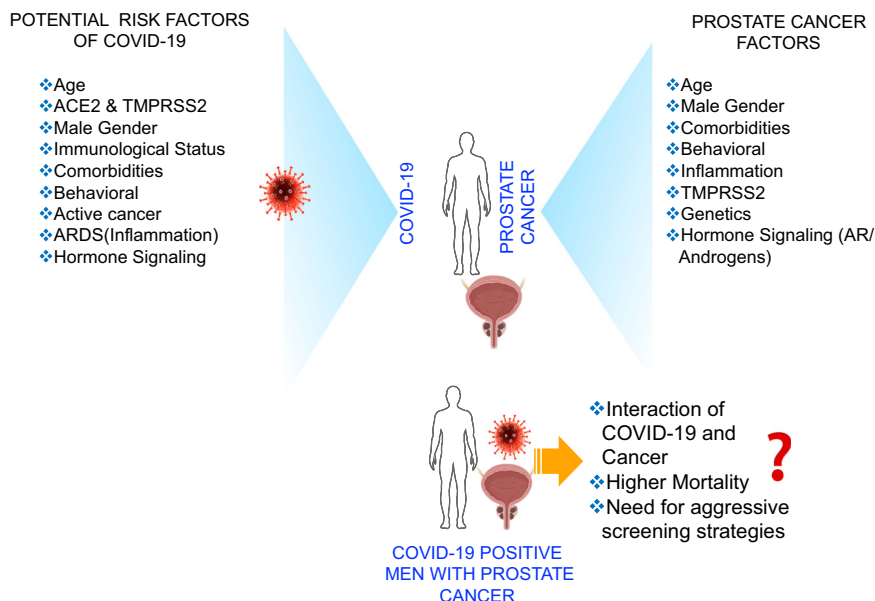 POTENTIAL RISK FACTORS
OF COVID-19
❖Age
❖ACE2 & TMPRSS2
❖Male Gender
❖Immunological Status
❖Comorbidities
❖Behavioral
❖Active cancer
❖ARDS(Inflammation)
❖Hormone Signaling
COVID-19
PROSTATE
CANCER
PROSTATE CANCER
FACTORS
❖Age
❖Male Gender
❖Comorbidities
❖Behavioral
❖Inflammation
❖TMPRSS2
❖Genetics
❖Hormone Signaling (AR/
Androgens)
❖Interaction of
COVID-19 and
Cancer
❖Higher Mortality
❖Need for aggressive
screening strategies
?
COVID-19 POSITIVE
MEN WITH PROSTATE
CANCER